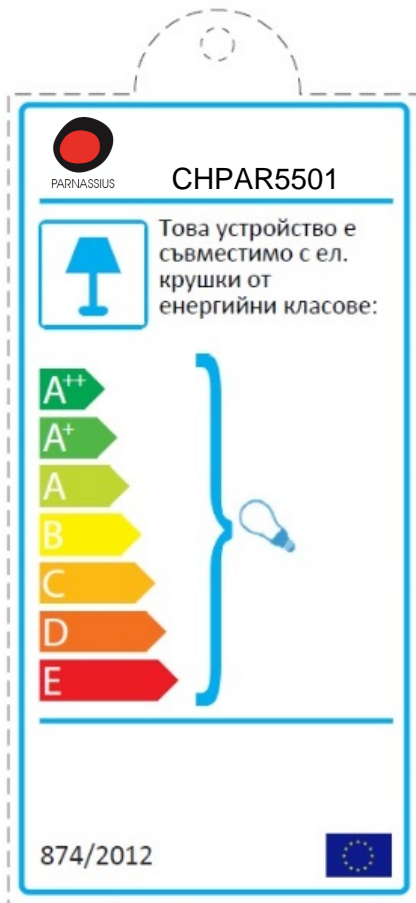 PARNASSIUS
CHPAR5501
Това устройство е
съвместимо с ел.
крушки от
енергийни класове:
A++
A+
A
B
C
D
E
874/2012